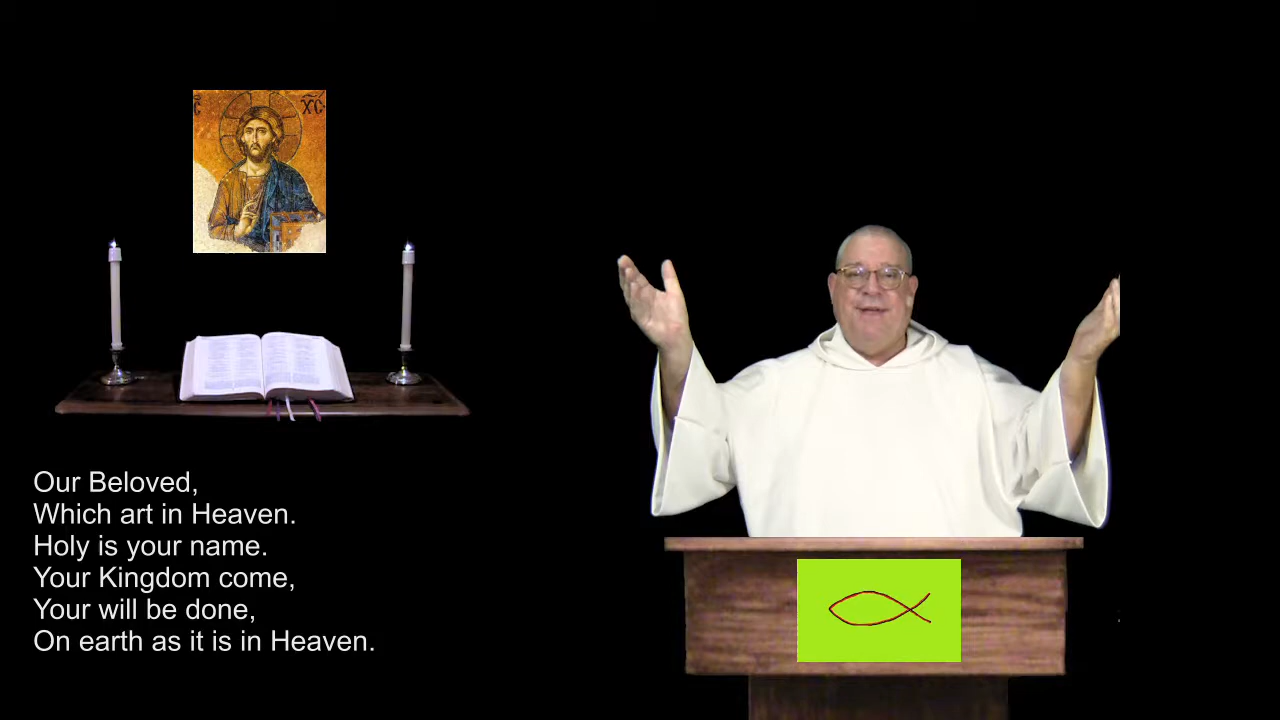 XC
Our Beloved,
Which art in Heaven.
Holy is your name.
Your Kingdom come,
Your will be done,
On earth as it is in Heaven.